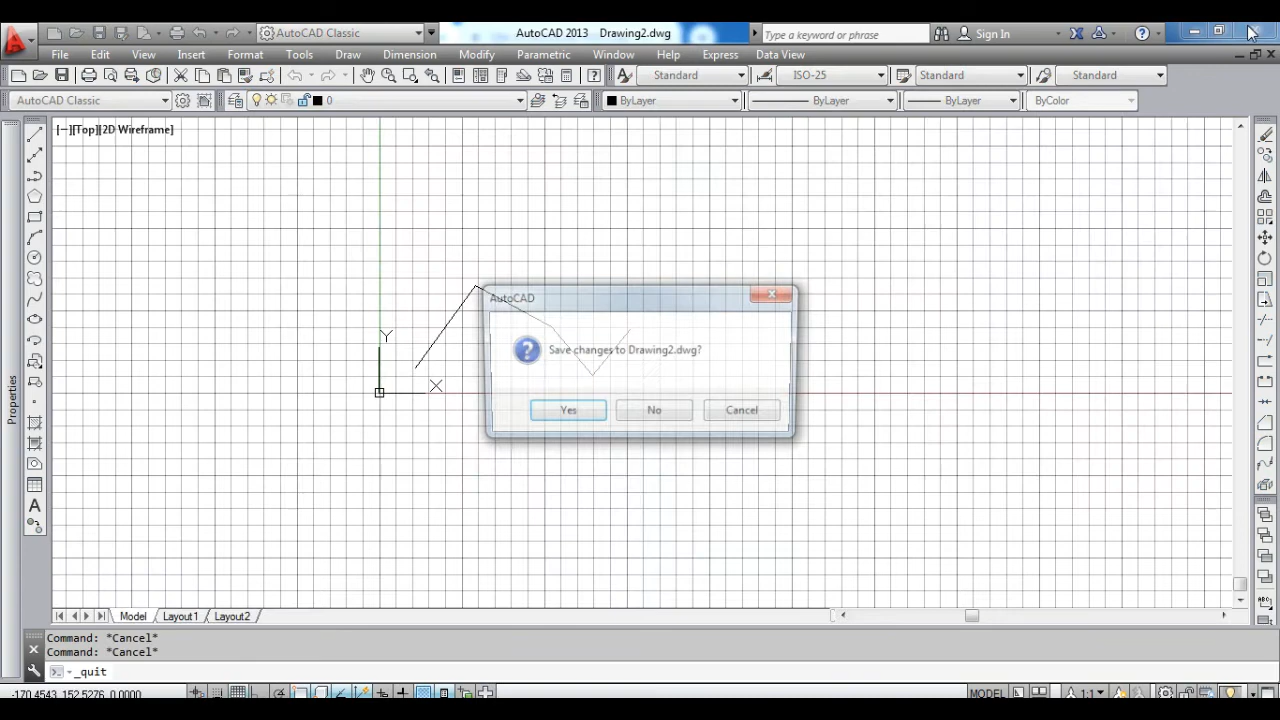 AutoCAD Classic
AutoCAD 2013 Drawing2.dwg
Type a keyword or phrase
Sign In
File Edit View Insert Format Tools Draw Dimension Modify Parametric Window Help Express Data View
Standard ISO-25 Standard Standard
AutoCAD Classic 0 ByLayer ByLayer ByLayer ByColor
[−][Top][2D Wireframe]
Y
X
AutoCAD
Save changes to Drawing2.dwg?
Yes No Cancel
Properties
A
Model Layout1 Layout2
Command: *Cancel*
Command: *Cancel*
_quit
-170.4543, 152.5276, 0.0000 MODEL 1:1